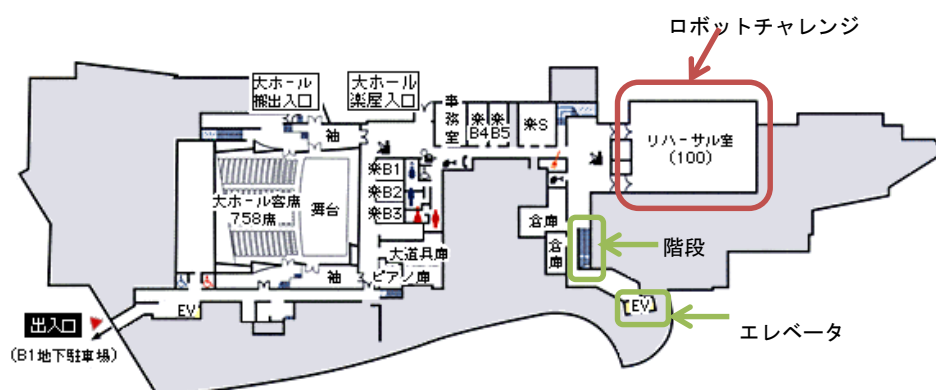 ロボットチャレンジ
大ホール
搬出入口
大ホール
楽屋入口
事務室
楽B4
楽B5
楽S
袖
リハーサル室
(100)
楽B1
楽B2
楽B3
大ホール客席
758席
舞台
倉庫
倉庫
階段
大道具庫
ピアノ庫
袖
EV
EV
出入口
エレベータ
(B1地下駐車場)